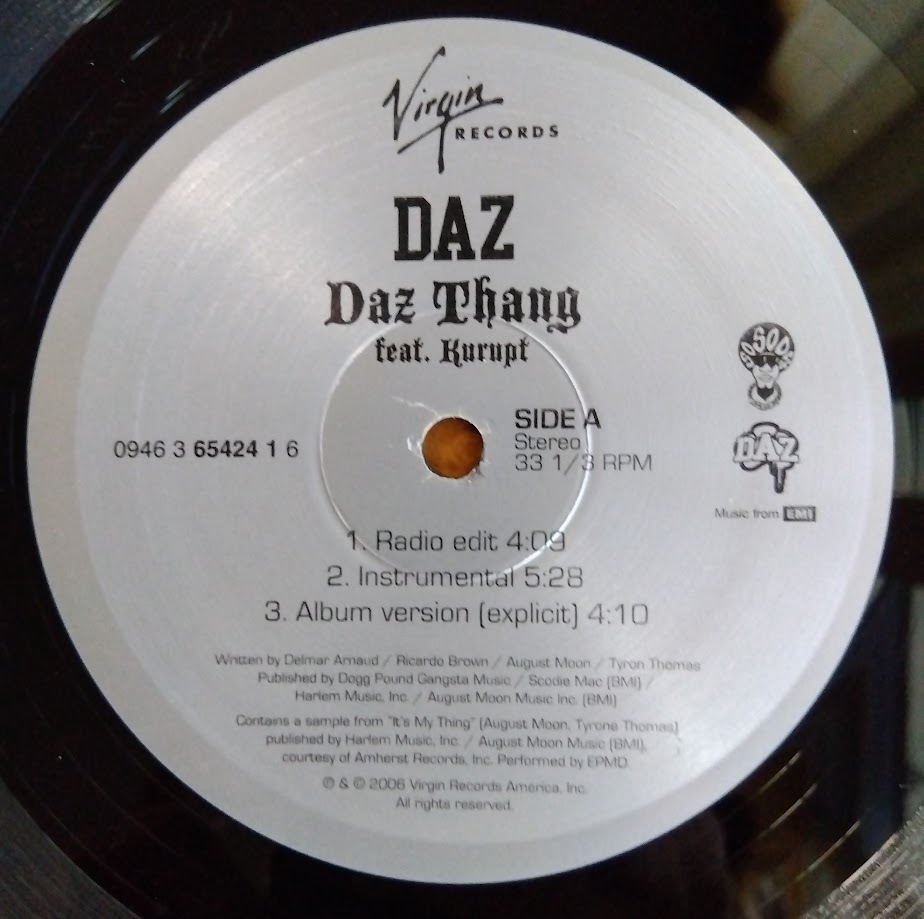 Virgin
RECORDS
DAZ
Daz Thang
feat. Kurupt
SO SO DEF
DAZ
Music from EMI
0946 3 65424 1 6
SIDE A
Stereo
33 1/3 RPM
1. Radio edit 4:09
2. Instrumental 5:28
3. Album version (explicit) 4:10
Written by Delmar Arnaud / Ricardo Brown / August Moon / Tyron Thomas
Published by Dogg Pound Gangsta Music / Scodie Mac (BMI) /
Harlem Music, Inc. / August Moon Music Inc. (BMI)
Contains a sample from "It's My Thing" (August Moon, Tyrone Thomas)
published by Harlem Music, Inc. / August Moon Music (BMI),
courtesy of Amherst Records, Inc. Performed by EPMD.
℗ & © 2006 Virgin Records America, Inc.
All rights reserved.